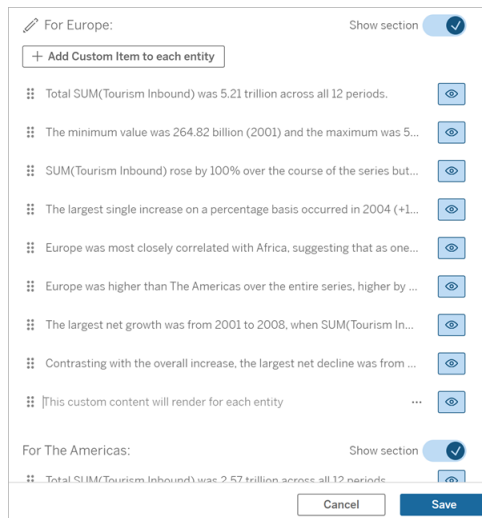 For Europe:
Show section
+ Add Custom Item to each entity
Total SUM(Tourism Inbound) was 5.21 trillion across all 12 periods.
The minimum value was 264.82 billion (2001) and the maximum was 5...
SUM(Tourism Inbound) rose by 100% over the course of the series but...
The largest single increase on a percentage basis occurred in 2004 (+1...
Europe was most closely correlated with Africa, suggesting that as one...
Europe was higher than The Americas over the entire series, higher by ...
The largest net growth was from 2001 to 2008, when SUM(Tourism In...
Contrasting with the overall increase, the largest net decline was from ...
This custom content will render for each entity
...
For The Americas:
Show section
Total SUM(Tourism Inbound) was 2.57 trillion across all 12 periods
Cancel
Save